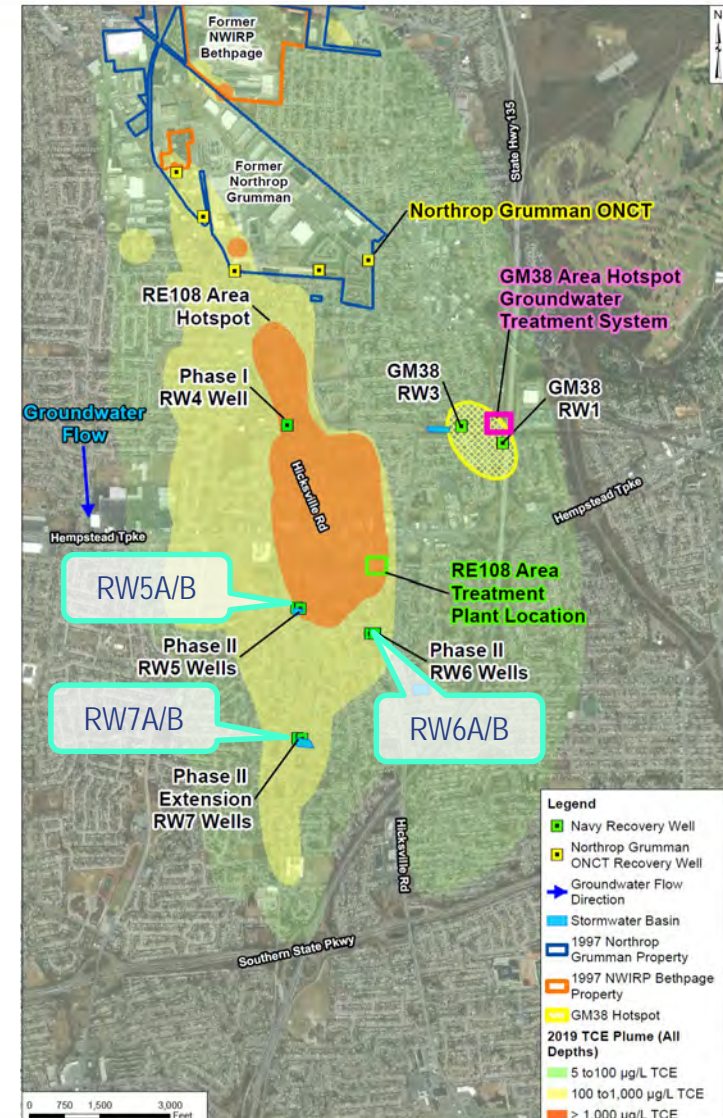 Former
NWIRP
Bethpage
N
State Hwy 135
Former
Northrop
Grumman
Northrop Grumman ONCT
GM38 Area Hotspot
Groundwater
Treatment System
RE108 Area
Hotspot
GM38
RW3
GM38
RW1
Phase I
RW4 Well
Groundwater
Flow
Hicksville Rd
Hempstead Tpke
Hempstead Tpke
RW5A/B
RE108 Area
Treatment
Plant Location
Phase II
RW5 Wells
Phase II
RW6 Wells
RW7A/B
RW6A/B
Phase II
Extension
RW7 Wells
Hicksville Rd
Southern State Pkwy
Legend
Navy Recovery Well
Northrop Grumman
ONCT Recovery Well
Groundwater Flow
Direction
Stormwater Basin
1997 Northrop
Grumman Property
1997 NWIRP Bethpage
Property
GM38 Hotspot
2019 TCE Plume (All
Depths)
5 to100 µg/L TCE
100 to1,000 µg/L TCE
> 1,000 µg/L TCE
0 750 1,500 3,000
Feet